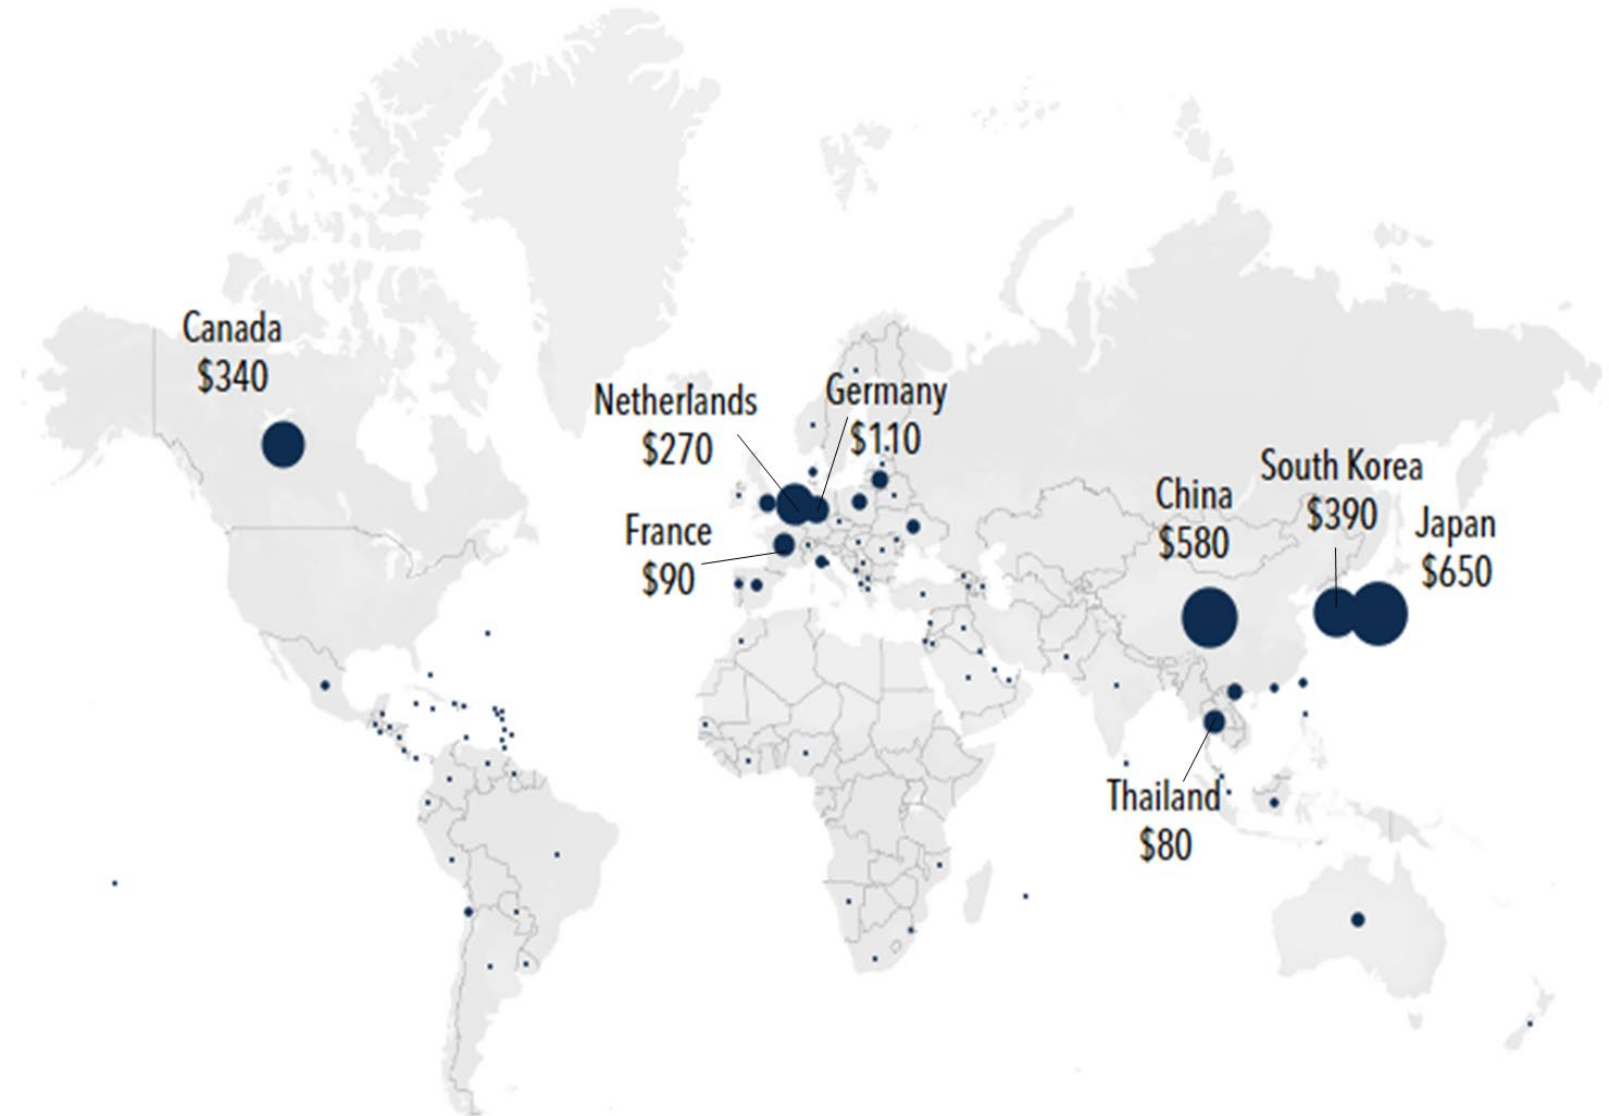 Canada
$340
Netherlands
$270
Germany
$110
France
$90
China
$580
South Korea
$390
Japan
$650
Thailand
$80